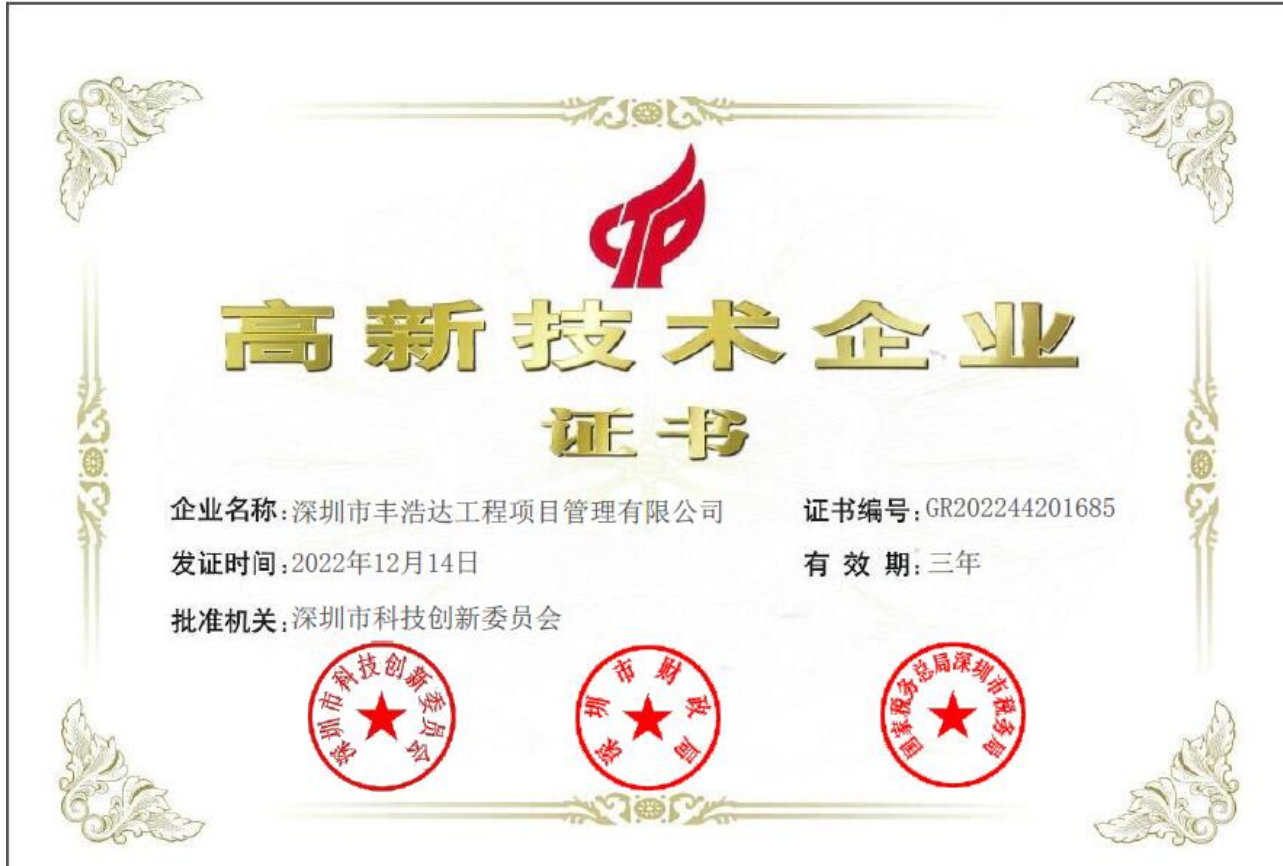 CTP
高新技术企业
证书
企业名称:深圳市丰浩达工程项目管理有限公司
证书编号:GR202244201685
发证时间:2022年12月14日
有效期:三年
批准机关:深圳市科技创新委员会
深圳市科技创新委员会
深圳市财政局
国家税务总局深圳市税务局